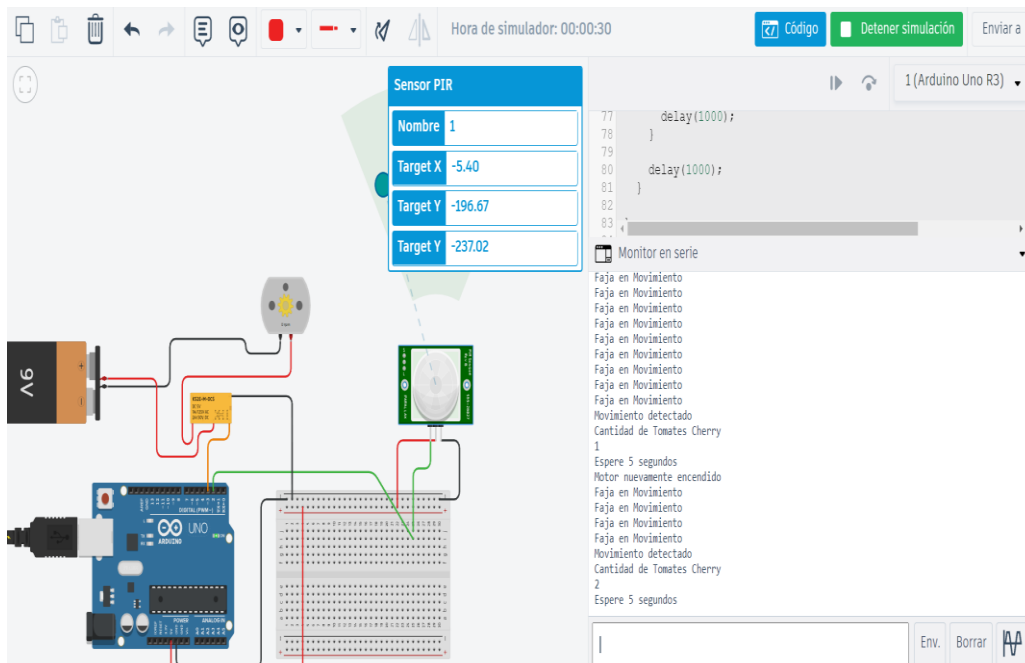 Hora de simulador: 00:00:30
Código
Detener simulación
Enviar a
1 (Arduino Uno R3)
Sensor PIR
Nombre 1
Target X -5.40
Target Y -196.67
Target Y -237.02
77 delay(1000);
78 }
79
80 delay(1000);
81 }
82
83
Monitor en serie
Faja en Movimiento
Faja en Movimiento
Faja en Movimiento
Faja en Movimiento
Faja en Movimiento
Faja en Movimiento
Faja en Movimiento
Faja en Movimiento
Faja en Movimiento
Movimiento detectado
Cantidad de Tomates Cherry
1
Espere 5 segundos
Motor nuevamente encendido
Faja en Movimiento
Faja en Movimiento
Faja en Movimiento
Faja en Movimiento
Movimiento detectado
Cantidad de Tomates Cherry
2
Espere 5 segundos
Env.
Borrar
9V
DIGITAL (PWM~)
UNO
ARDUINO
POWER
ANALOG IN